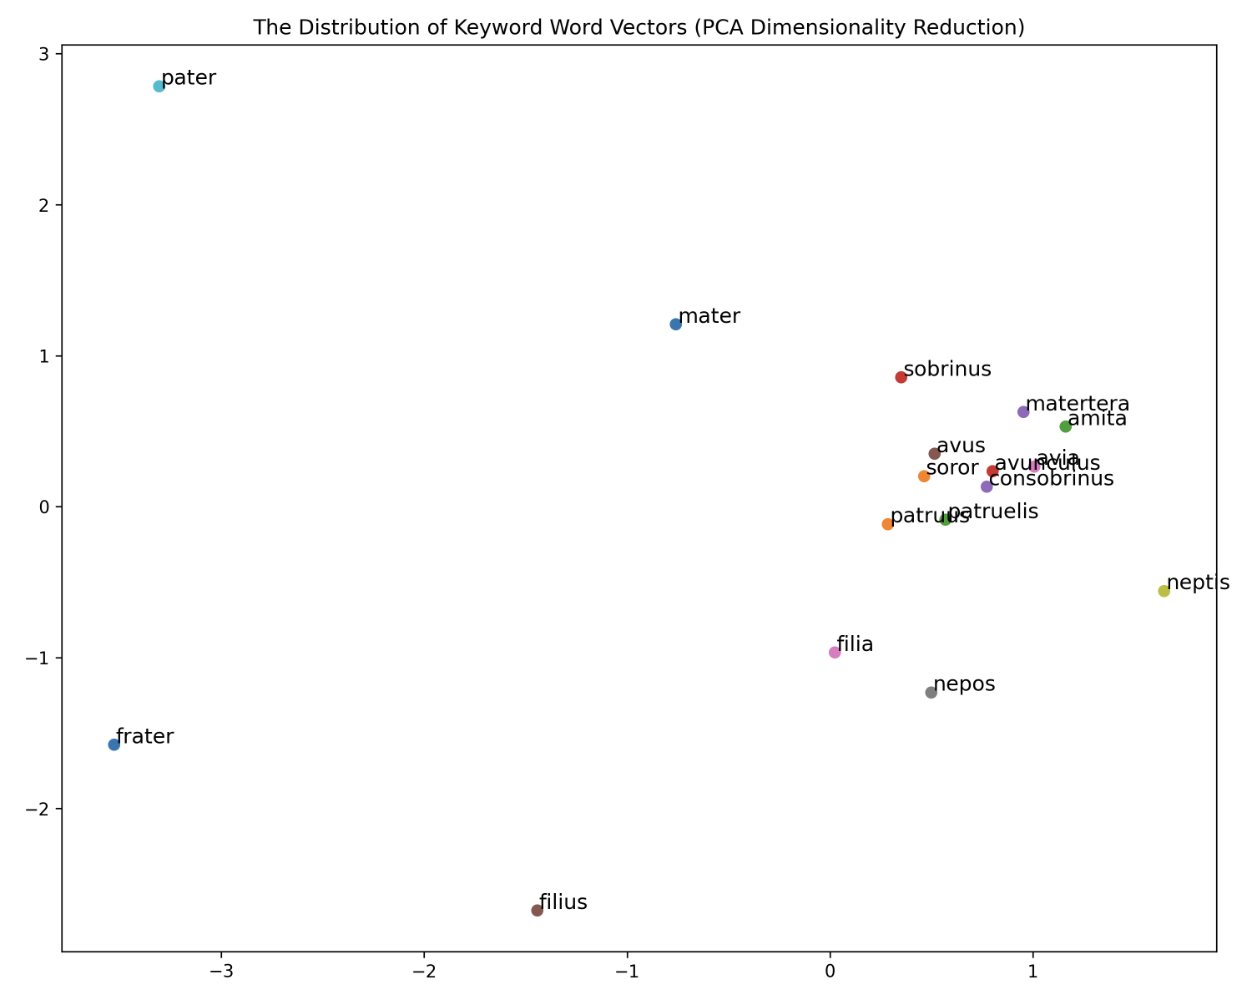 The Distribution of Keyword Word Vectors (PCA Dimensionality Reduction)
3
pater
2
mater
1
sobrinus
matertera
amita
avus
avia
avunculus
soror
consobrinus
0
patruelis
patruus
neptis
filia
−1
nepos
frater
−2
filius
−3 −2 −1 0 1